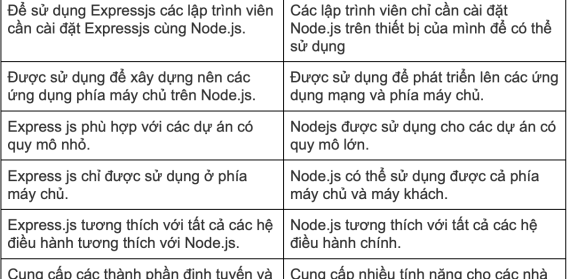 Để sử dụng Expressjs các lập trình viên
cần cài đặt Expressjs cùng Node.js.
Các lập trình viên chỉ cần cài đặt
Node.js trên thiết bị của mình để có thể
sử dụng
Được sử dụng để xây dựng nên các
ứng dụng phía máy chủ trên Node.js.
Được sử dụng để phát triển lên các ứng
dụng mạng và phía máy chủ.
Express js phù hợp với các dự án có
quy mô nhỏ.
Nodejs được sử dụng cho các dự án có
quy mô lớn.
Express js chỉ được sử dụng ở phía
máy chủ.
Node.js có thể sử dụng được cả phía
máy chủ và máy khách.
Express.js tương thích với tất cả các hệ
điều hành tương thích với Node.js.
Node.js tương thích với tất cả các hệ
điều hành chính.
Cung cấp các thành phần định tuyến và
Cung cấp nhiều tính năng cho các nhà